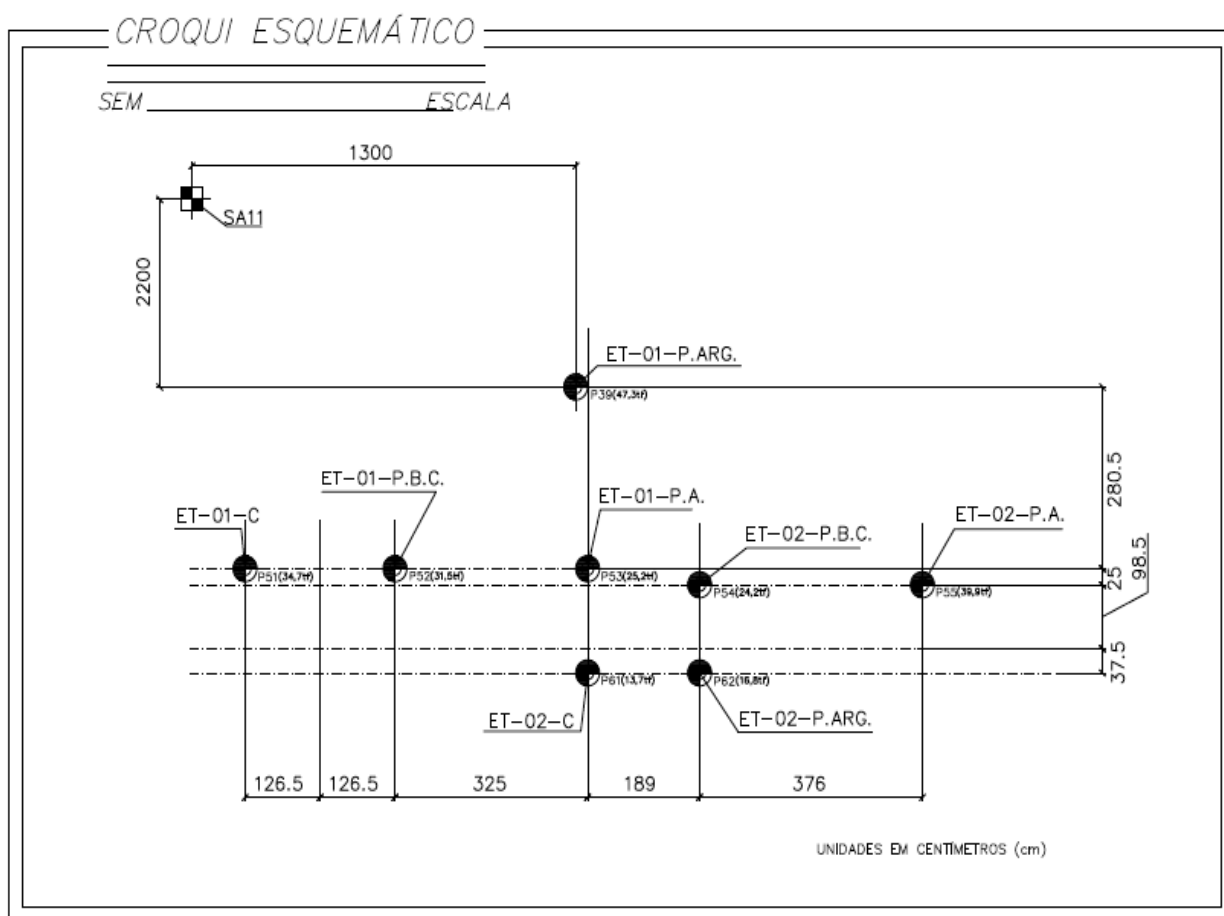 CROQUI ESQUEMÁTICO
SEM ESCALA
1300
SA11
2200
ET-01-P.ARG.
P39(47,3tf)
280.5
ET-01-P.B.C.
ET-01-C
ET-01-P.A.
ET-02-P.B.C.
ET-02-P.A.
98.5
P51(34,7tf)
P52(31,5tf)
P53(25,2tf)
25
P54(24,2tf)
P55(39,9tf)
37.5
P61(13,7tf)
P62(16,8tf)
ET-02-C
ET-02-P.ARG.
126.5
126.5
325
189
376
UNIDADES EM CENTÍMETROS (cm)